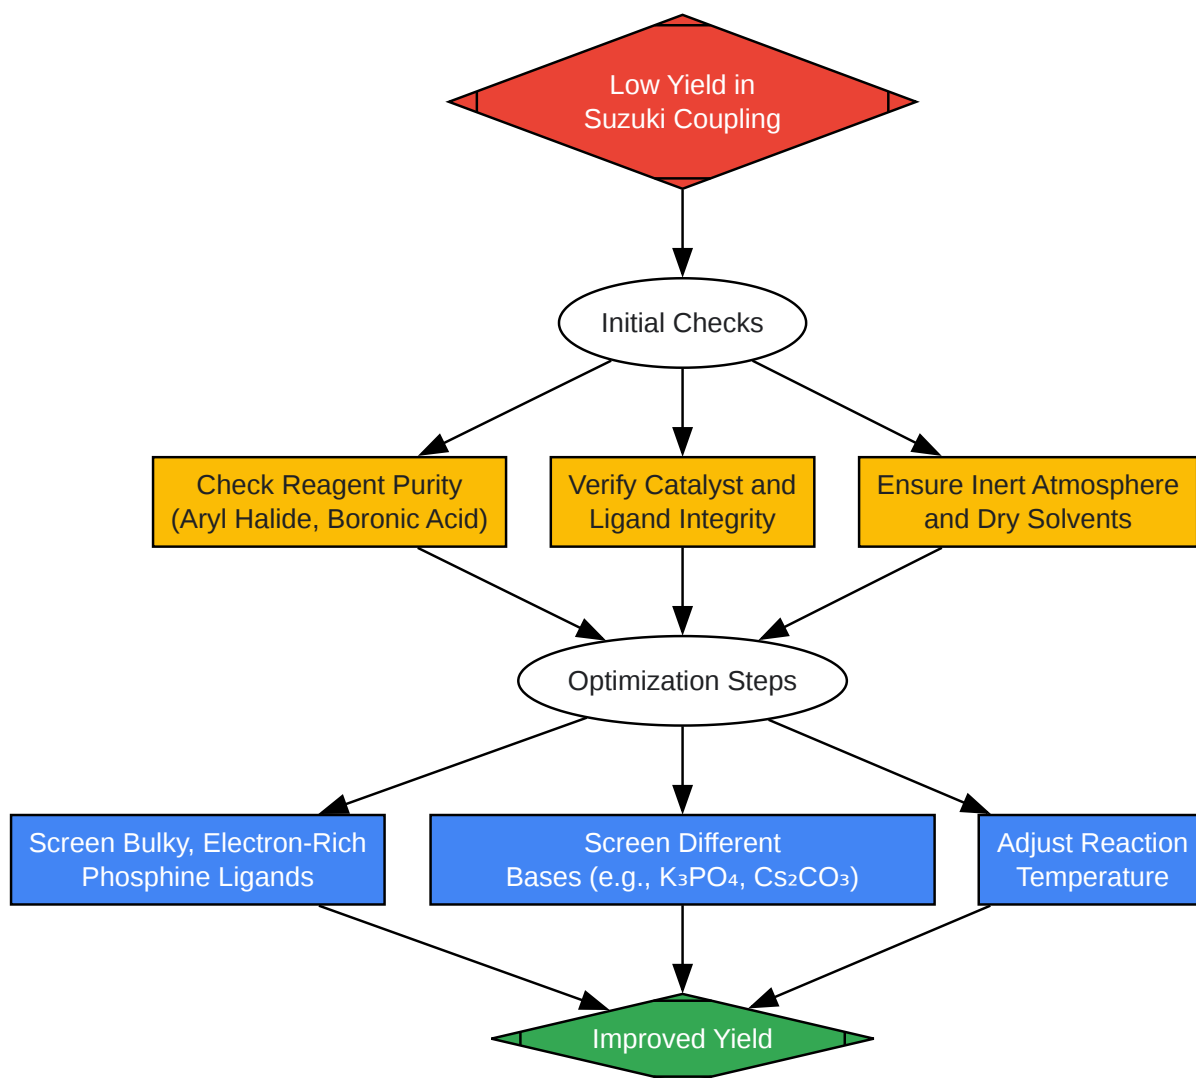 Low Yield in
Suzuki Coupling
Initial Checks
Check Reagent Purity
(Aryl Halide, Boronic Acid)
Verify Catalyst and
Ligand Integrity
Ensure Inert Atmosphere
and Dry Solvents
Optimization Steps
Screen Bulky, Electron-Rich
Phosphine Ligands
Screen Different
Bases (e.g., K₃PO₄, Cs₂CO₃)
Adjust Reaction
Temperature
Improved Yield